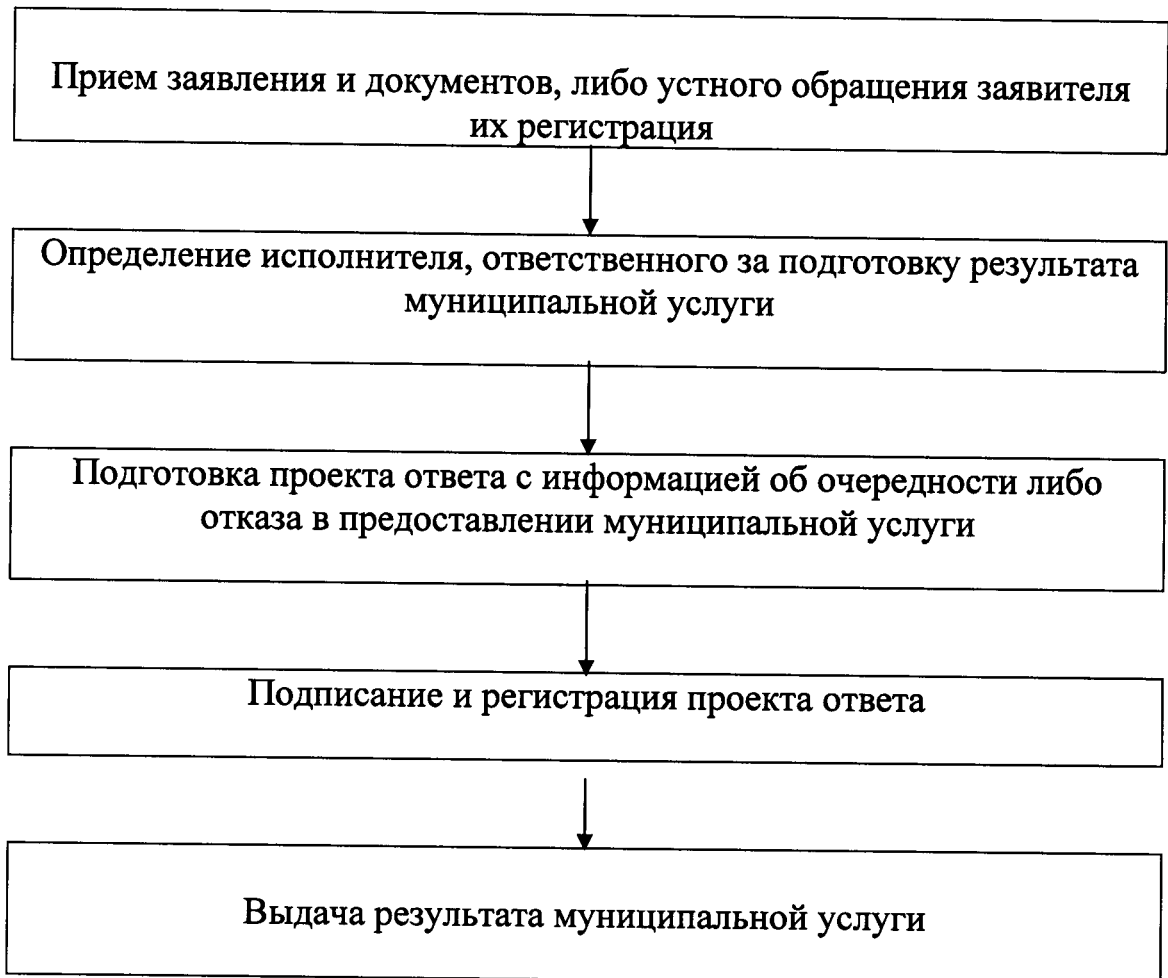 Прием заявления и документов, либо устного обращения заявителя
их регистрация
Определение исполнителя, ответственного за подготовку результата
муниципальной услуги
Подготовка проекта ответа с информацией об очередности либо
отказа в предоставлении муниципальной услуги
Подписание и регистрация проекта ответа
Выдача результата муниципальной услуги